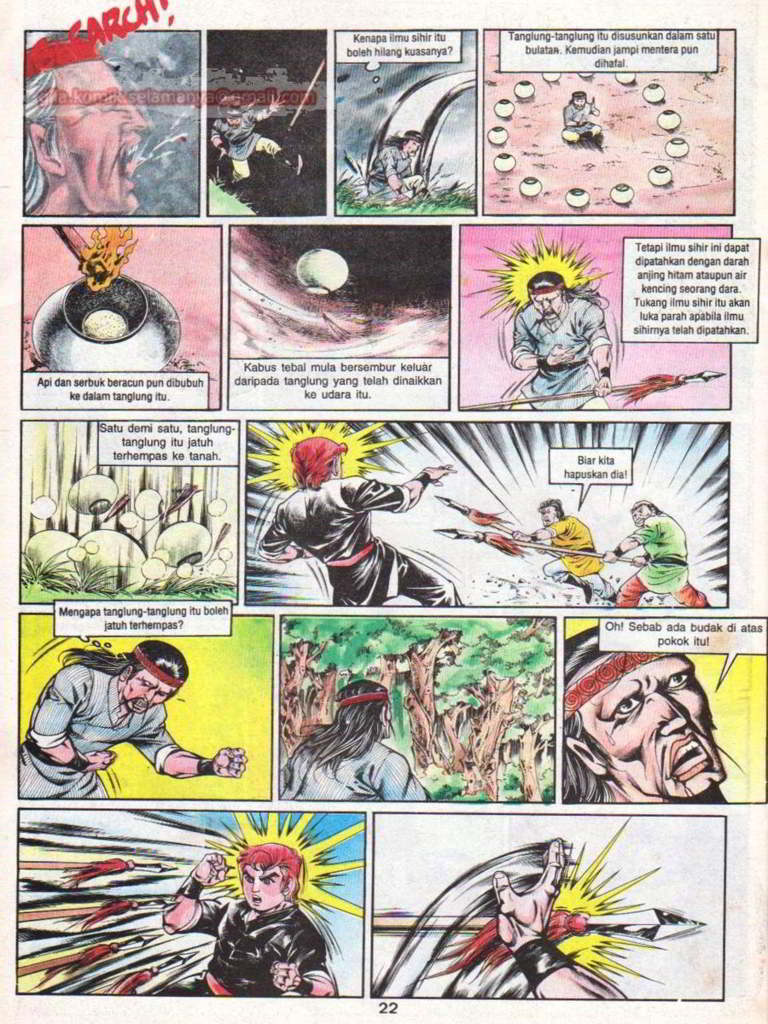 Kenapa ilmu sihir itu
boleh hilang kuasanya?
Tanglung-tanglung itu disusunkan dalam satu
bulatan. Kemudian jampi mentera pun
dihafal.
Api dan serbuk beracun pun dibubuh
ke dalam tanglung itu.
Kabus tebal mula bersembur keluar
daripada tanglung yang telah dinaikkan
ke udara itu.
Tetapi ilmu sihir ini dapat
dipatahkan dengan darah
anjing hitam ataupun air
kencing seorang dara.
Tukang ilmu sihir itu akan
luka parah apabila ilmu
sihirnya telah dipatahkan.
Satu demi satu, tanglung-
tanglung itu jatuh
terhempas ke tanah.
Biar kita
hapuskan dia!
Mengapa tanglung-tanglung itu boleh
jatuh terhempas?
Oh! Sebab ada budak di atas
pokok itu!
22